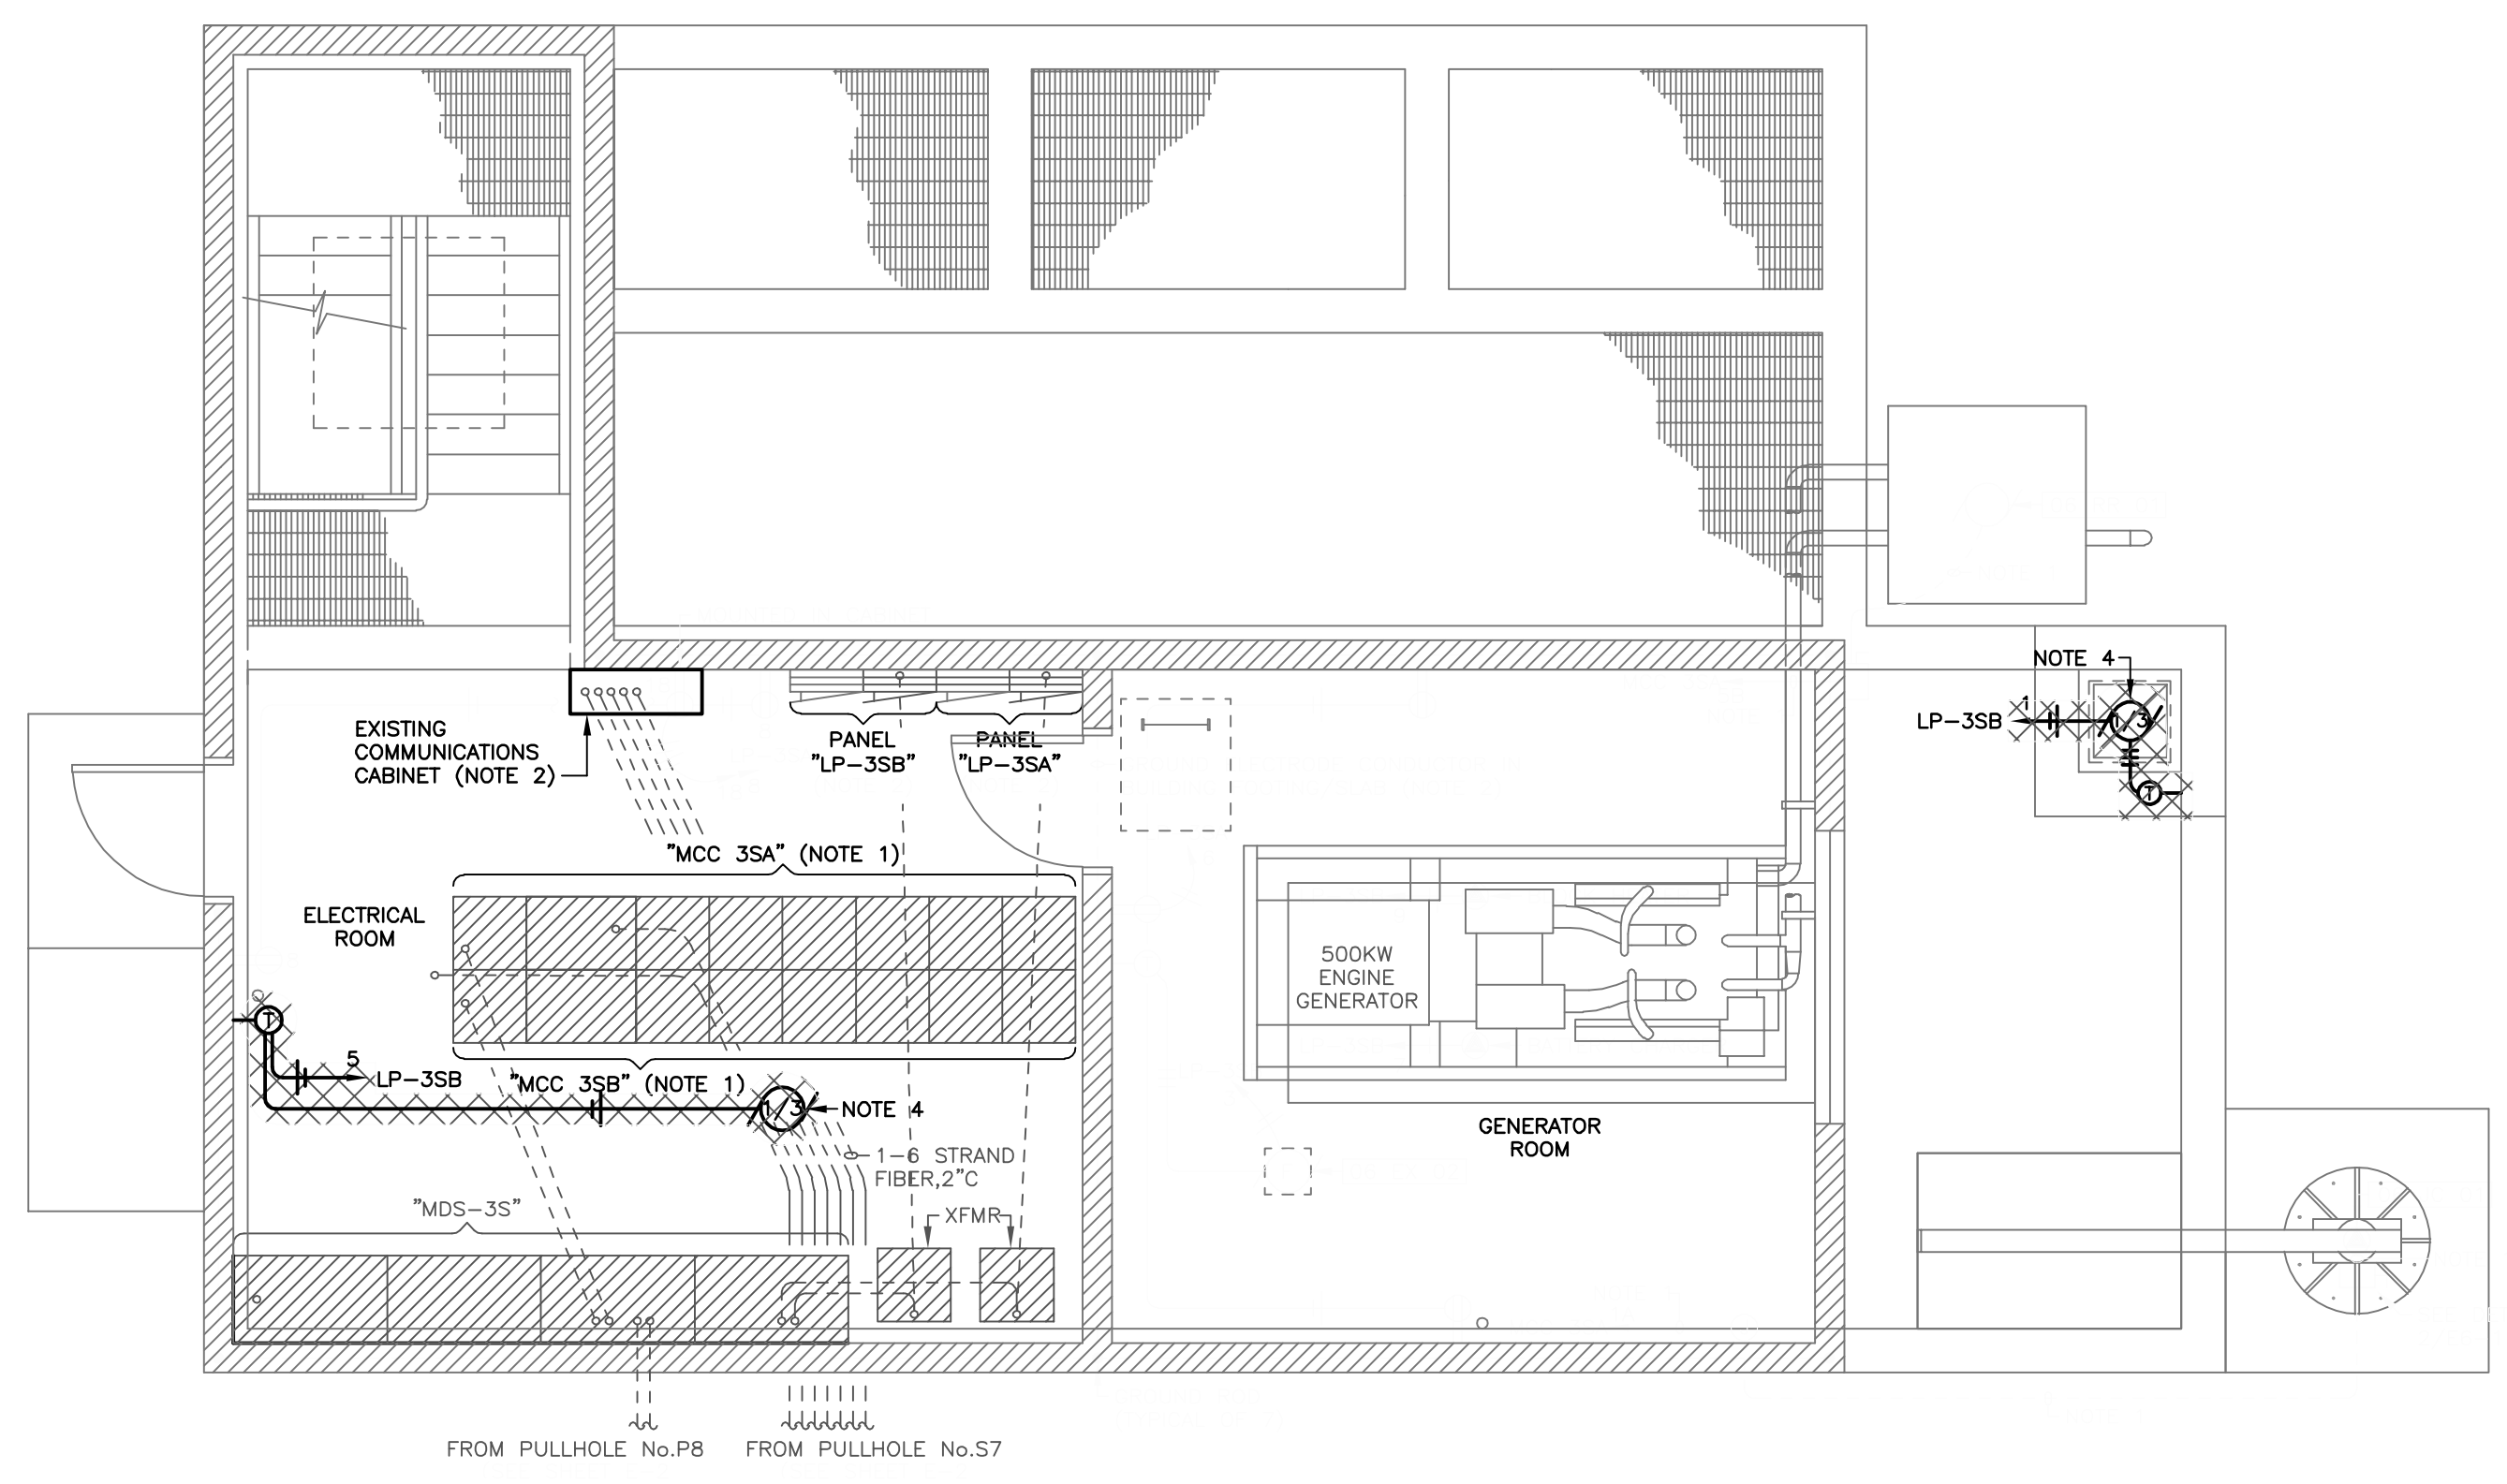 NOTE 4
1
LP-3SB
1/3
T
EXISTING
COMMUNICATIONS
CABINET (NOTE 2)
PANEL
"LP-3SB"
PANEL
"LP-3SA"
"MCC 3SA" (NOTE 1)
ELECTRICAL
ROOM
500KW
ENGINE
GENERATOR
T
5
LP-3SB
"MCC 3SB" (NOTE 1)
1/3
NOTE 4
GENERATOR
ROOM
1-6 STRAND
FIBER,2"C
"MDS-3S"
XFMR
FROM PULLHOLE No.P8
FROM PULLHOLE No.S7